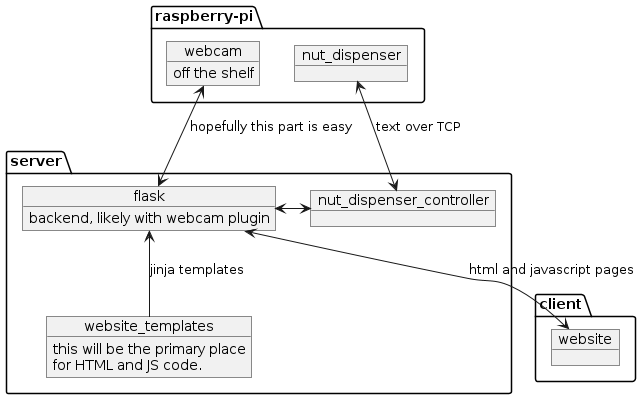 raspberry-pi
webcam
off the shelf
nut_dispenser
hopefully this part is easy
text over TCP
server
flask
backend, likely with webcam plugin
nut_dispenser_controller
jinja templates
html and javascript pages
client
website
website_templates
this will be the primary place
for HTML and JS code.